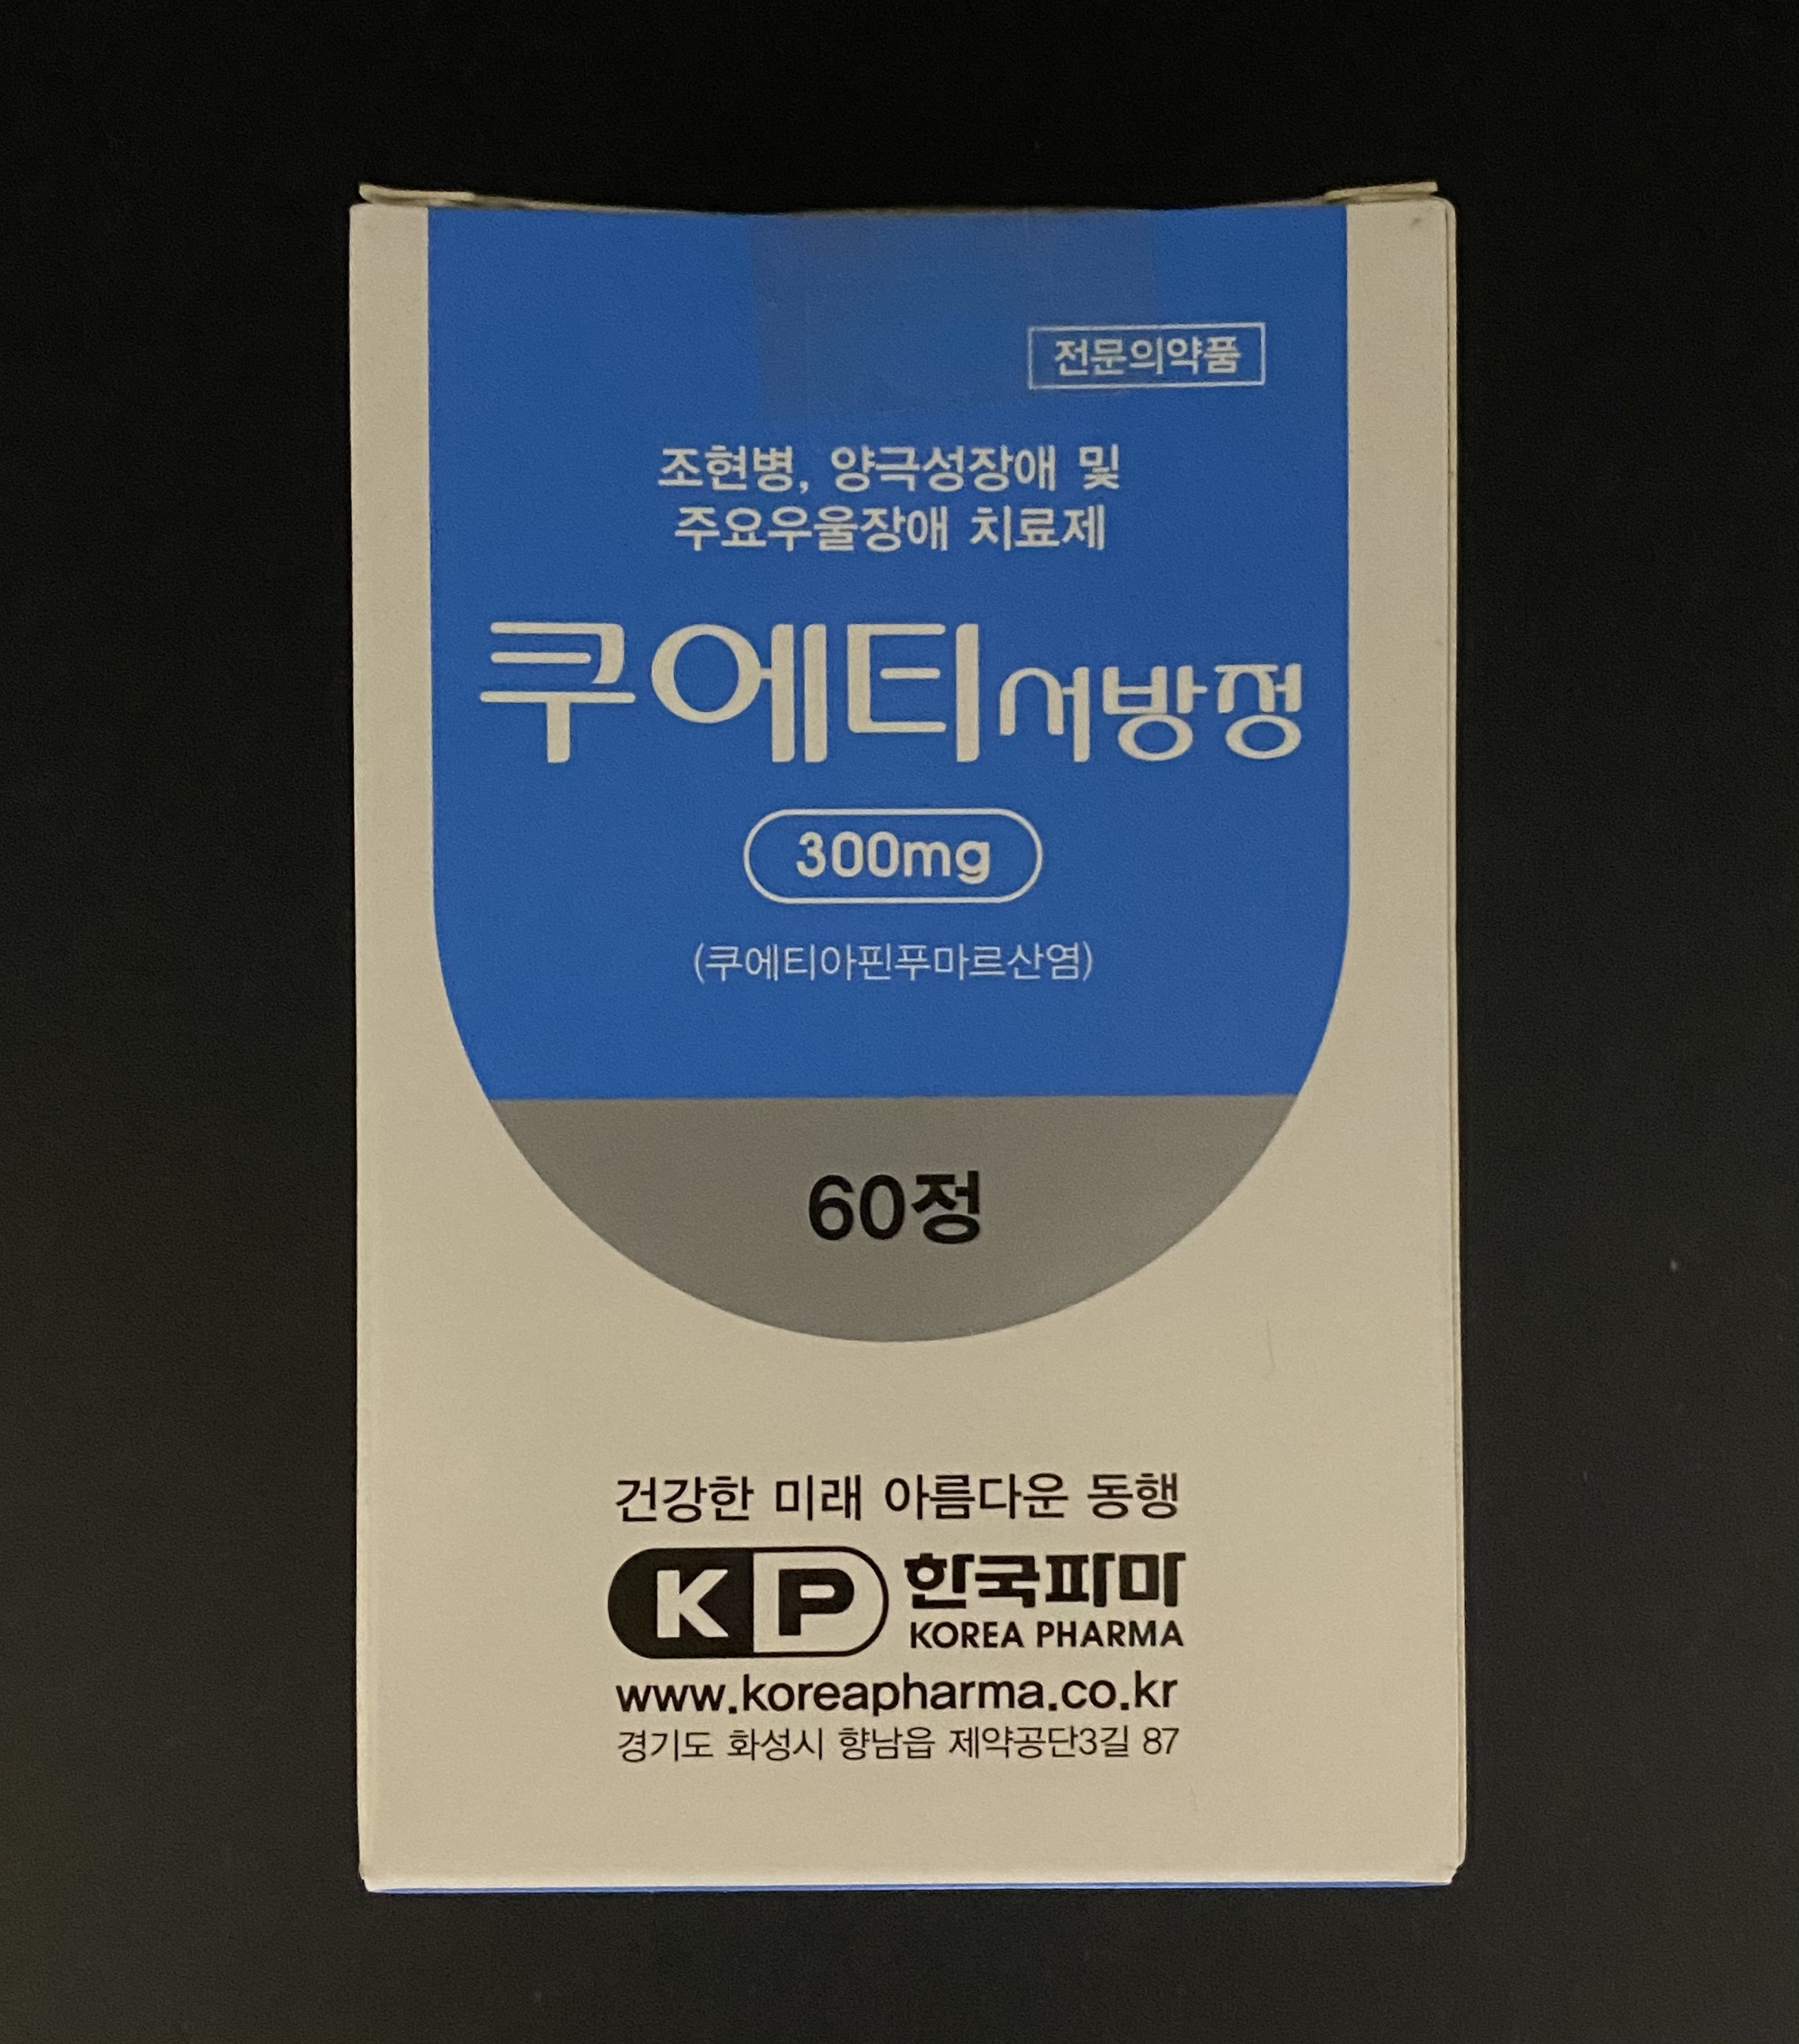 전문의약품
조현병, 양극성장애 및
주요우울장애 치료제
쿠에티서방정
300mg
(쿠에티아핀푸마르산염)
60정
건강한 미래 아름다운 동행
KP 한국파마
KOREA PHARMA
www.koreapharma.co.kr
경기도 화성시 향남읍 제약공단3길 87